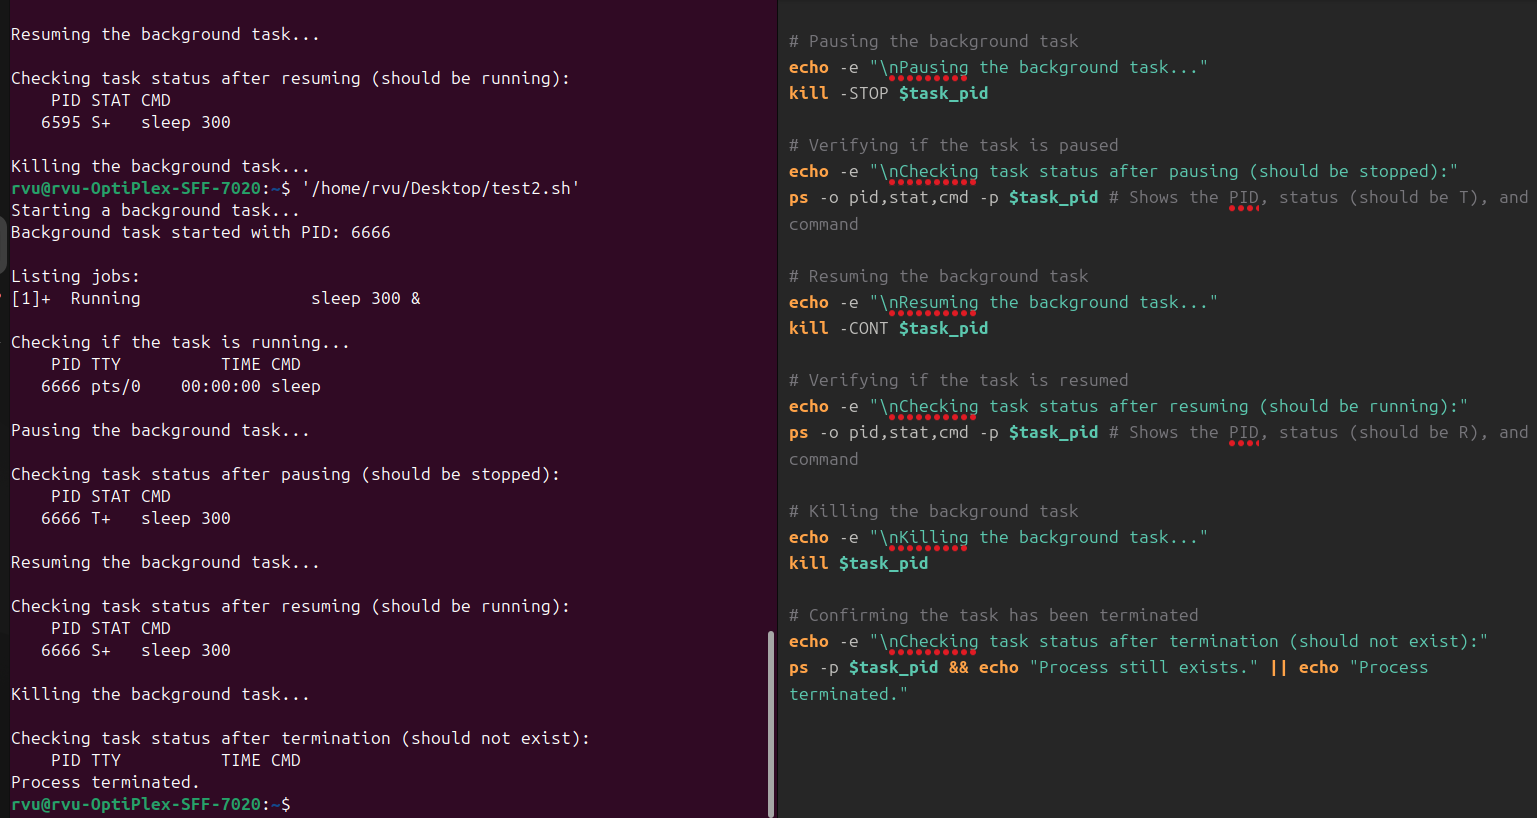 Resuming the background task...
Checking task status after resuming (should be running):
    PID STAT CMD
   6595 S+   sleep 300
Killing the background task...
rvu@rvu-OptiPlex-SFF-7020:~$ '/home/rvu/Desktop/test2.sh'
Starting a background task...
Background task started with PID: 6666
Listing jobs:
[1]+  Running                 sleep 300 &
Checking if the task is running...
    PID TTY          TIME CMD
   6666 pts/0    00:00:00 sleep
Pausing the background task...
Checking task status after pausing (should be stopped):
    PID STAT CMD
   6666 T+   sleep 300
Resuming the background task...
Checking task status after resuming (should be running):
    PID STAT CMD
   6666 S+   sleep 300
Killing the background task...
Checking task status after termination (should not exist):
    PID TTY          TIME CMD
Process terminated.
rvu@rvu-OptiPlex-SFF-7020:~$
# Pausing the background task
echo -e "\nPausing the background task..."
kill -STOP $task_pid
# Verifying if the task is paused
echo -e "\nChecking task status after pausing (should be stopped):"
ps -o pid,stat,cmd -p $task_pid # Shows the PID, status (should be T), and
command
# Resuming the background task
echo -e "\nResuming the background task..."
kill -CONT $task_pid
# Verifying if the task is resumed
echo -e "\nChecking task status after resuming (should be running):"
ps -o pid,stat,cmd -p $task_pid # Shows the PID, status (should be R), and
command
# Killing the background task
echo -e "\nKilling the background task..."
kill $task_pid
# Confirming the task has been terminated
echo -e "\nChecking task status after termination (should not exist):"
ps -p $task_pid && echo "Process still exists." || echo "Process
terminated."